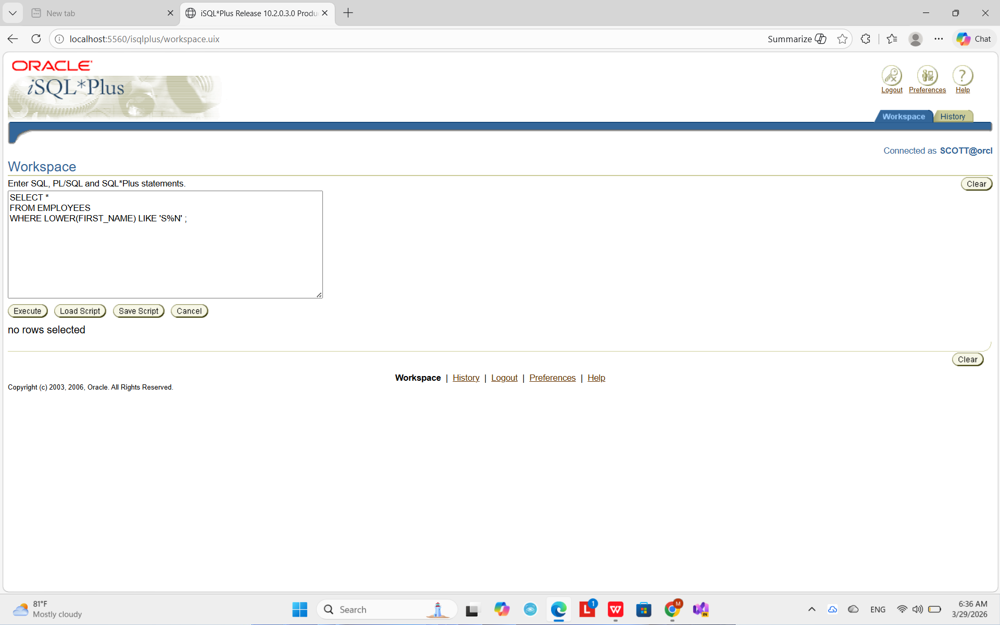 New tab
iSQL*Plus Release 10.2.0.3.0 Produ
localhost:5560/isqlplus/workspace.uix
Summarize
Chat
ORACLE
iSQL*Plus
Logout
Preferences
Help
Workspace
History
Connected as SCOTT@orcl
Workspace
Enter SQL, PL/SQL and SQL*Plus statements.
Clear
SELECT *
FROM EMPLOYEES
WHERE LOWER(FIRST_NAME) LIKE 'S%N' ;
Execute
Load Script
Save Script
Cancel
no rows selected
Clear
Workspace | History | Logout | Preferences | Help
Copyright (c) 2003, 2006, Oracle. All Rights Reserved.
81°F
Mostly cloudy
Search
L
1
W
M
IN
ENG
6:36 AM
3/29/2026